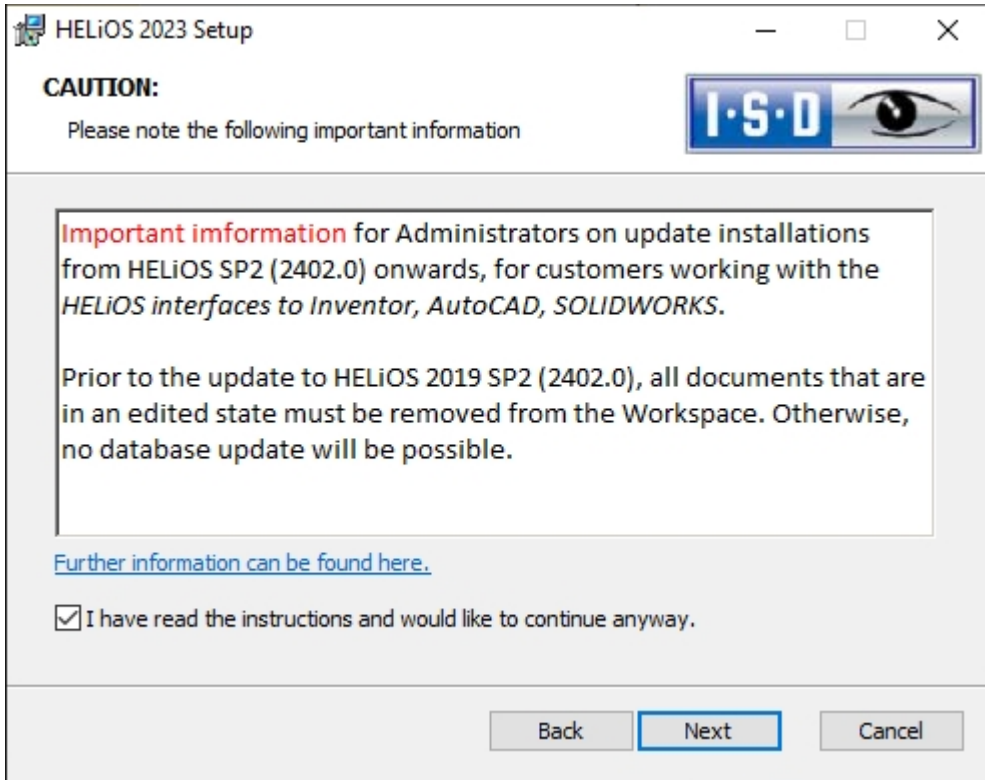 HELiOS 2023 Setup
CAUTION:
Please note the following important information
I·S·D
Important imformation for Administrators on update installations
from HELiOS SP2 (2402.0) onwards, for customers working with the
HELiOS interfaces to Inventor, AutoCAD, SOLIDWORKS.
Prior to the update to HELiOS 2019 SP2 (2402.0), all documents that are
in an edited state must be removed from the Workspace. Otherwise,
no database update will be possible.
Further information can be found here.
I have read the instructions and would like to continue anyway.
Back Next Cancel